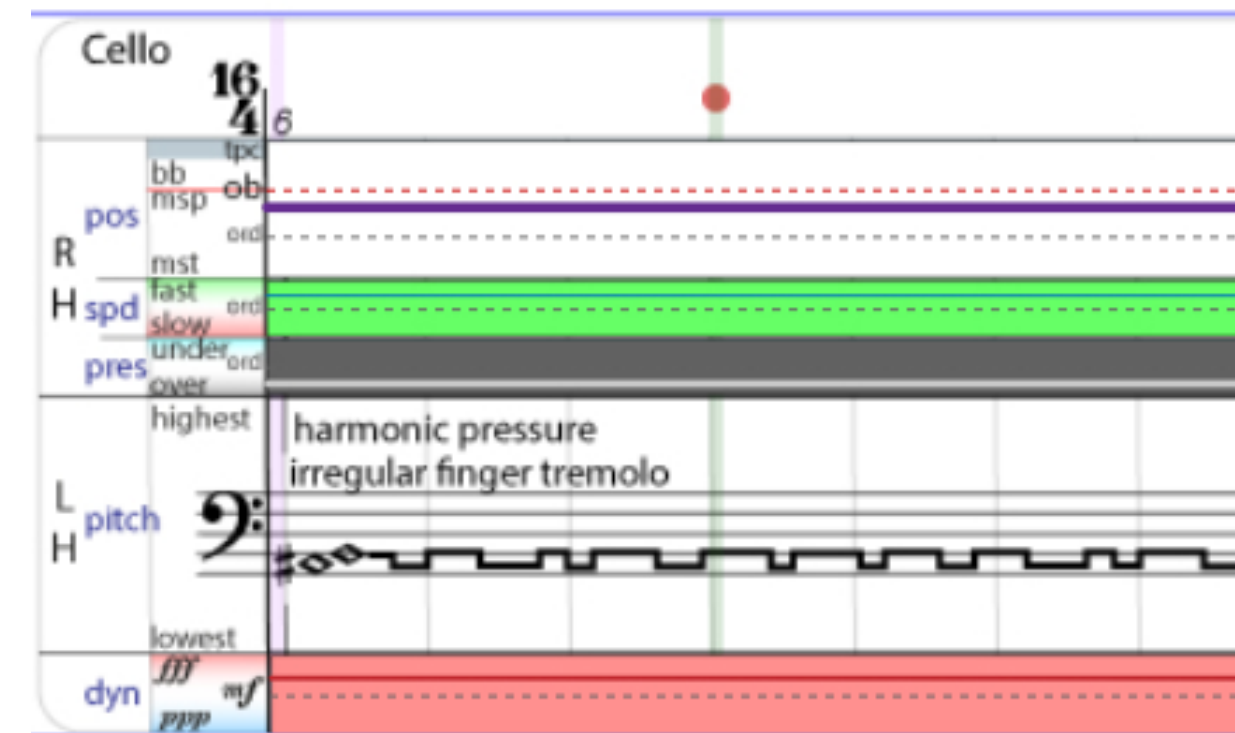 Cello
16
4
6
tpc
bb
ob
msp
pos
ord
R
mst
fast
H spd
ord
slow
under
ord
pres
over
highest
harmonic pressure
irregular finger tremolo
L
pitch
H
lowest
fff
dyn
mf
ppp